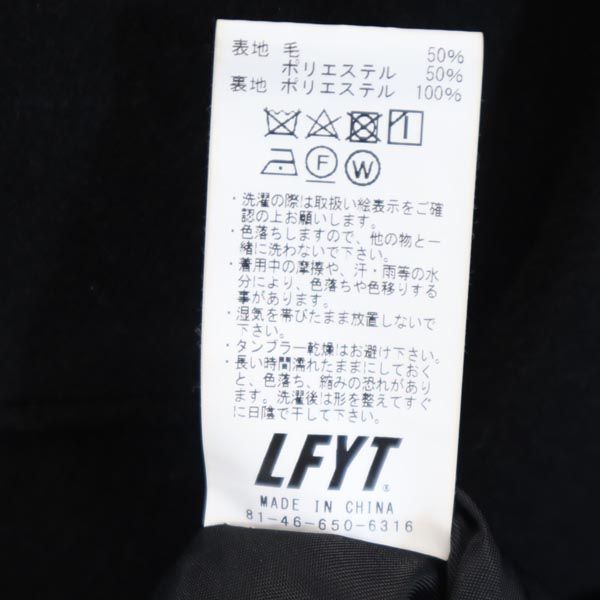 表地 毛 50%
ポリエステル 50%
裏地 ポリエステル 100%
F W
・洗濯の際は取扱い絵表示をご確
認の上お願いします。
・色落ちしますので、他の物と一
緒に洗わないで下さい。
・着用中の摩擦や、汗・雨等の水
分により、色落ちや色移りする
事があります。
・湿気を帯びたまま放置しないで
下さい。
・タンブラー乾燥はお避け下さい。
・長い時間濡れたままにしておく
と、色落ち、縮みの恐れがあり
ます。洗濯後は形を整えてすぐ
に日陰で干して下さい。
LFYT®
MADE IN CHINA
81-46-650-6316